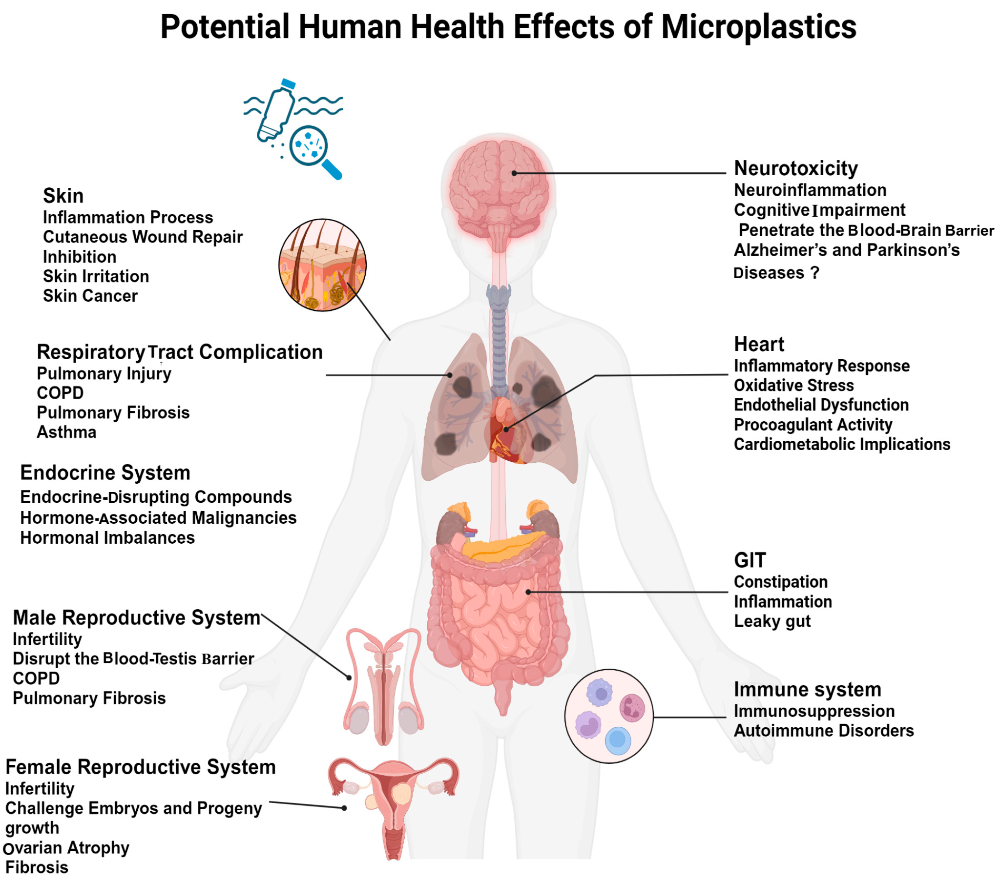 Potential Human Health Effects of Microplastics
Skin
Inflammation Process
Cutaneous Wound Repair
Inhibition
Skin Irritation
Skin Cancer
Respiratory Tract Complication
T
Pulmonary Injury
COPD
Pulmonary Fibrosis
Asthma
Endocrine System
Endocrine-Disrupting Compounds
Hormone-Associated Malignancies
Hormonal Imbalances
Male Reproductive System
Infertility
Disrupt the Blood-Testis Barrier
COPD
Pulmonary Fibrosis
Female Reproductive System
Infertility
Challenge Embryos and Progeny
growth
Ovarian Atrophy
Fibrosis
Neurotoxicity
Neuroinflammation
Cognitive Impairment
Penetrate the Blood-Brain Barrier
Alzheimer’s and Parkinson’s
Diseases ?
Heart
Inflammatory Response
Oxidative Stress
Endothelial Dysfunction
Procoagulant Activity
Cardiometabolic Implications
GIT
Constipation
Inflammation
Leaky gut
Immune system
Immunosuppression
Autoimmune Disorders